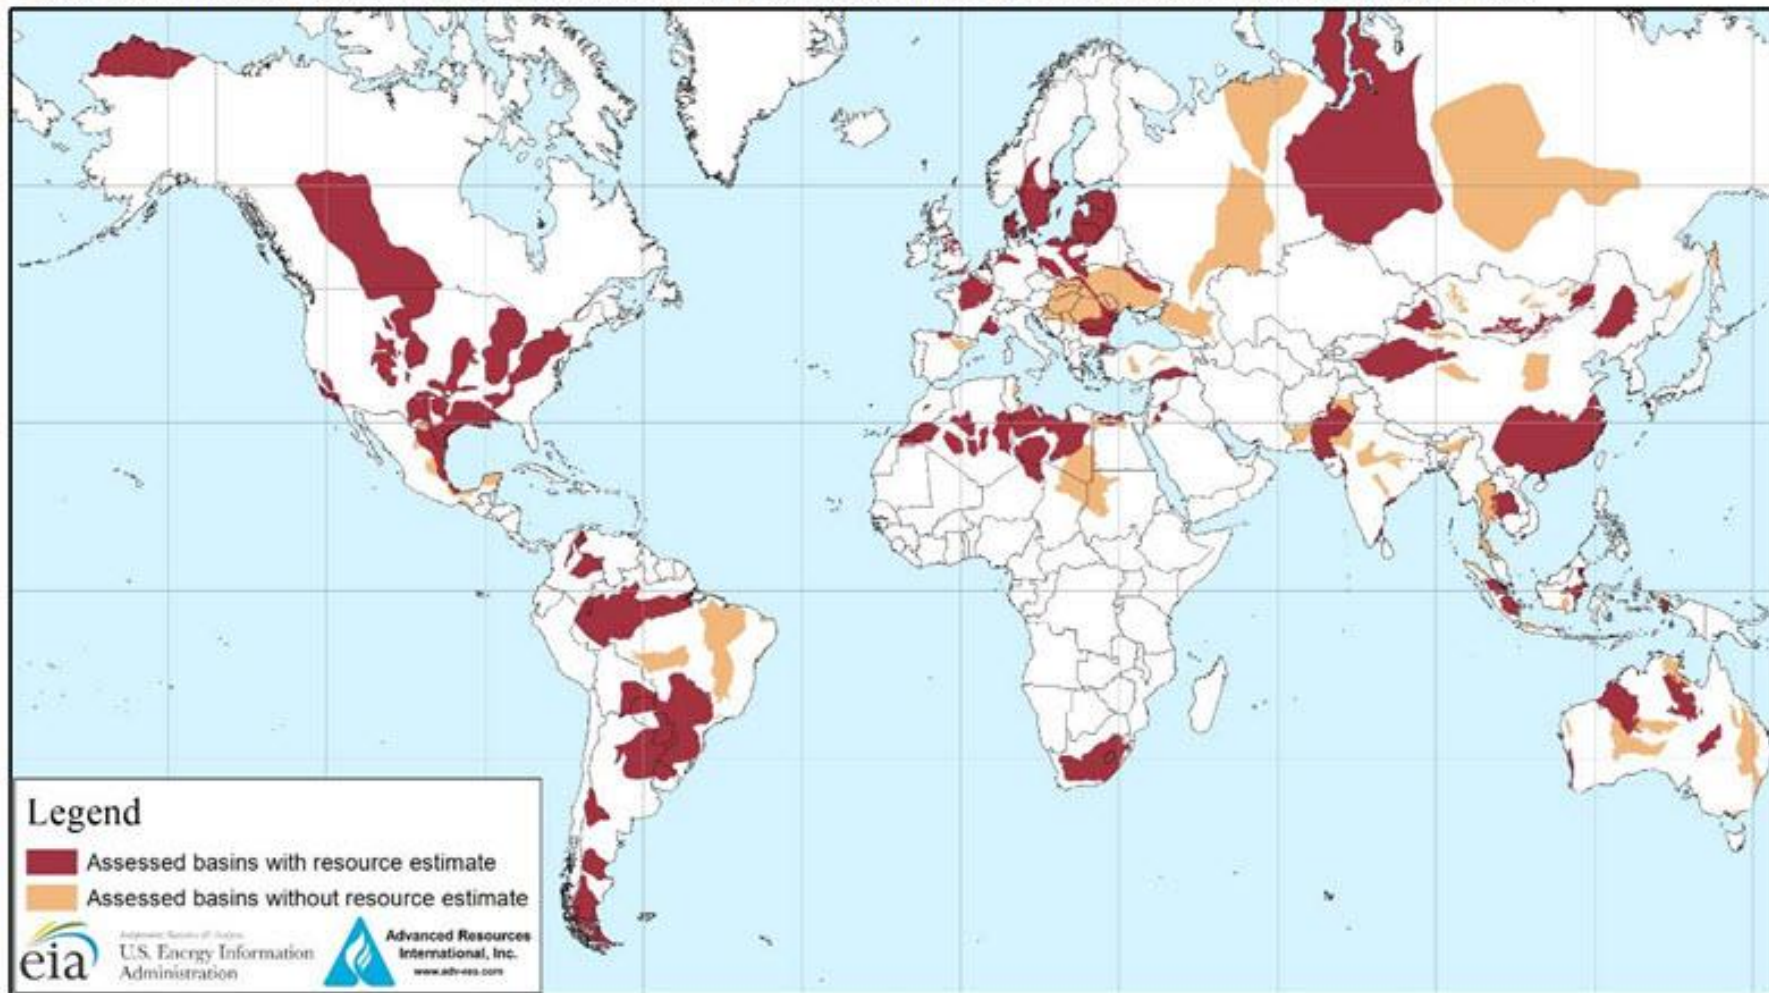 Legend
Assessed basins with resource estimate
Assessed basins without resource estimate
eia
U.S. Energy Information
Administration
Advanced Resources
International, Inc.
www.adv-res.com